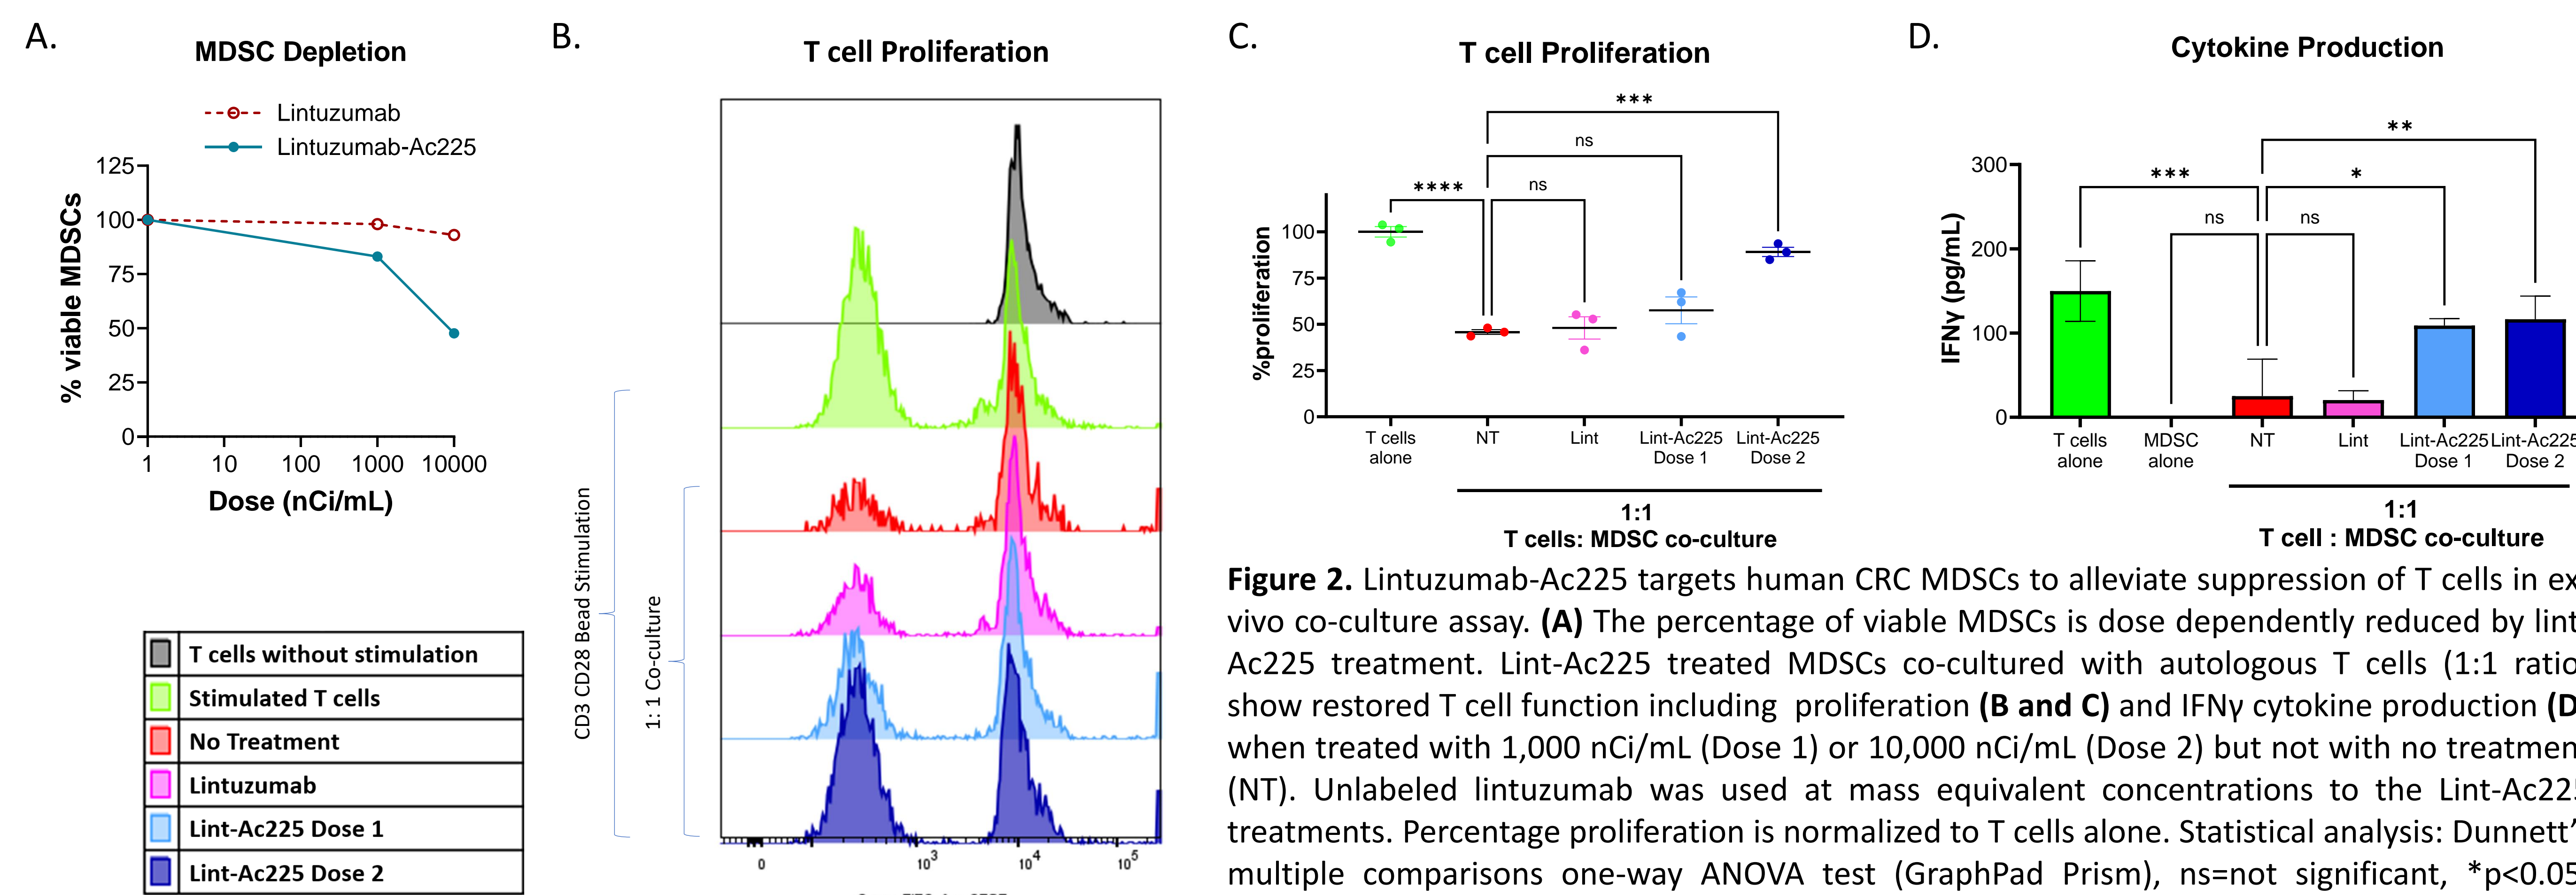 A.
MDSC Depletion
Lintuzumab
Lintuzumab-Ac225
125
100
75
50
25
0
% viable MDSCs
1 10 100 1000 10000
Dose (nCi/mL)
T cells without stimulation
Stimulated T cells
No Treatment
Lintuzumab
Lint-Ac225 Dose 1
Lint-Ac225 Dose 2
B.
T cell Proliferation
CD3 CD28 Bead Stimulation
1: 1 Co-culture
0 10³ 10⁴ 10⁵
C.
T cell Proliferation
***
ns
**** ns
100
75
50
25
0
%proliferation
T cells alone
NT
Lint
Lint-Ac225 Dose 1
Lint-Ac225 Dose 2
1:1
T cells: MDSC co-culture
D.
Cytokine Production
**
*** *
ns ns
300
200
100
0
IFNγ (pg/mL)
T cells alone
MDSC alone
NT
Lint
Lint-Ac225 Dose 1
Lint-Ac225 Dose 2
1:1
T cell : MDSC co-culture
Figure 2. Lintuzumab-Ac225 targets human CRC MDSCs to alleviate suppression of T cells in ex
vivo co-culture assay. (A) The percentage of viable MDSCs is dose dependently reduced by lint
Ac225 treatment. Lint-Ac225 treated MDSCs co-cultured with autologous T cells (1:1 ratio
show restored T cell function including proliferation (B and C) and IFNγ cytokine production (D
when treated with 1,000 nCi/mL (Dose 1) or 10,000 nCi/mL (Dose 2) but not with no treatmen
(NT). Unlabeled lintuzumab was used at mass equivalent concentrations to the Lint-Ac22
treatments. Percentage proliferation is normalized to T cells alone. Statistical analysis: Dunnett'
multiple comparisons one-way ANOVA test (GraphPad Prism), ns=not significant, *p<0.05